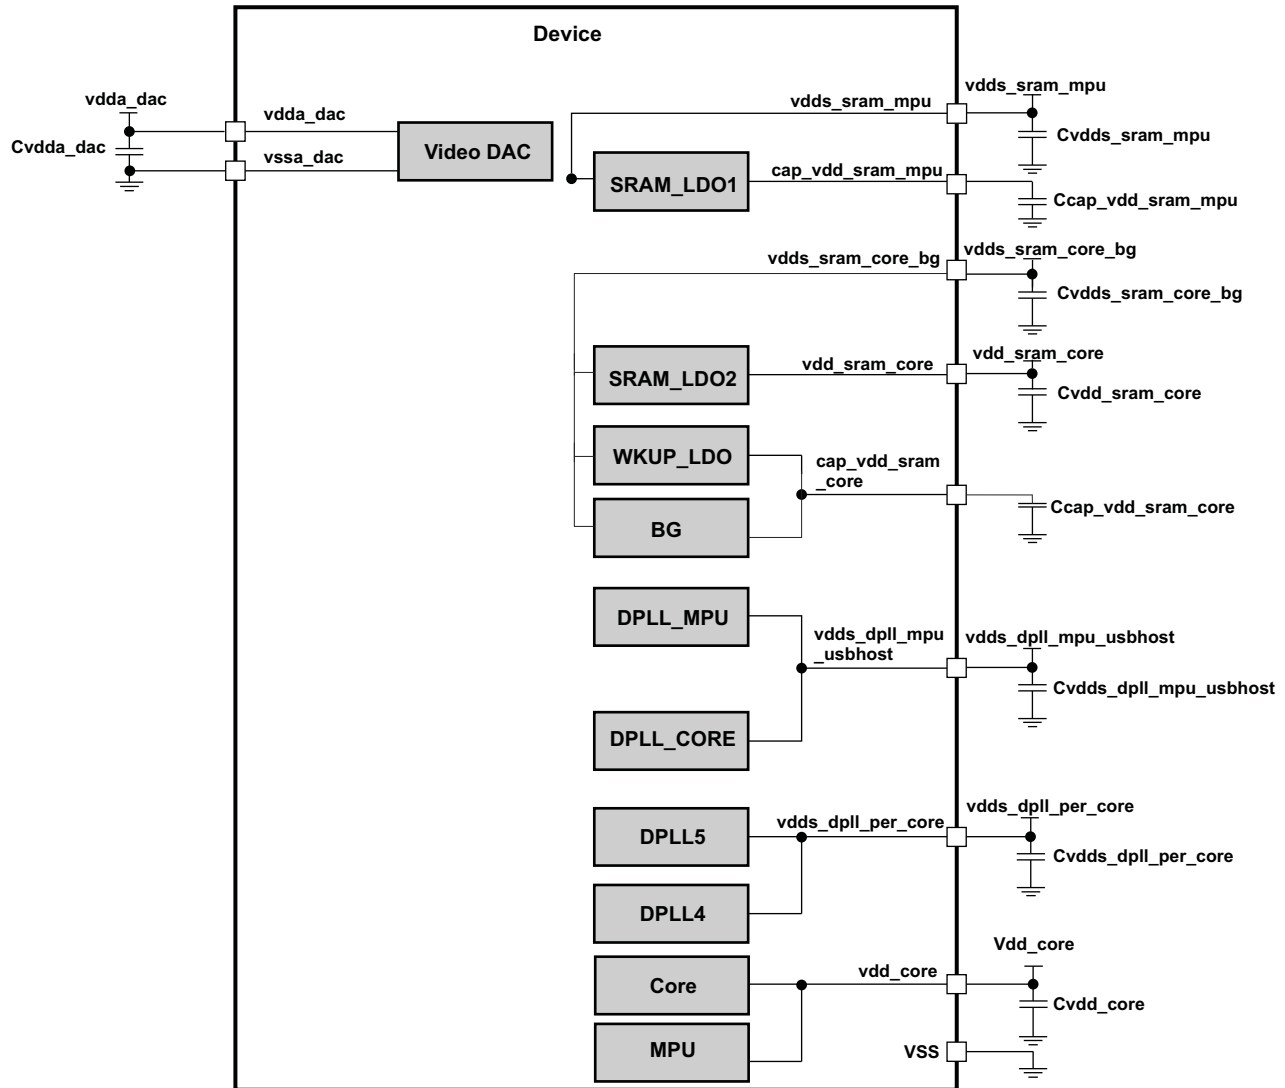 Device
vdda_dac
Cvdda_dac
vdda_dac
vssa_dac
Video DAC
vdds_sram_mpu
vdds_sram_mpu
Cvdds_sram_mpu
SRAM_LDO1
cap_vdd_sram_mpu
Ccap_vdd_sram_mpu
vdds_sram_core_bg
vdds_sram_core_bg
Cvdds_sram_core_bg
SRAM_LDO2
vdd_sram_core
vdd_sram_core
Cvdd_sram_core
WKUP_LDO
cap_vdd_sram
_core
Ccap_vdd_sram_core
BG
DPLL_MPU
vdds_dpll_mpu
_usbhost
vdds_dpll_mpu_usbhost
Cvdds_dpll_mpu_usbhost
DPLL_CORE
DPLL5
vdds_dpll_per_core
vdds_dpll_per_core
Cvdds_dpll_per_core
DPLL4
Core
vdd_core
Vdd_core
Cvdd_core
MPU
VSS